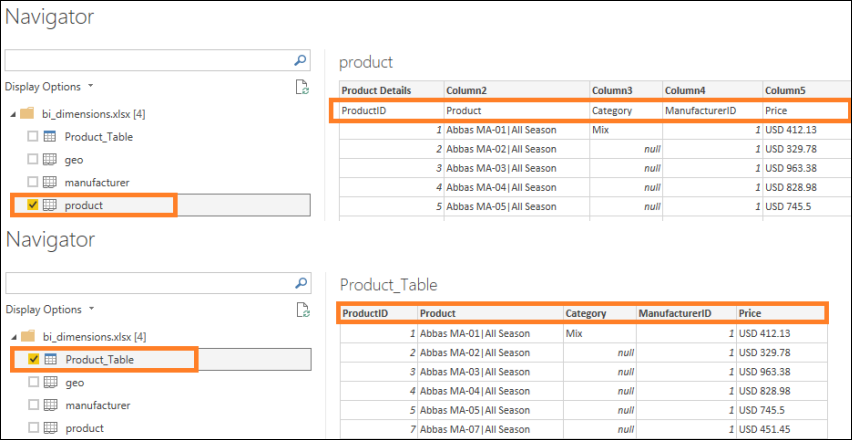 Navigator
Display Options
bi_dimensions.xlsx [4]
Product_Table
geo
manufacturer
product
product
Product Details Column2 Column3 Column4 Column5
ProductID Product Category ManufacturerID Price
1 Abbas MA-01|All Season Mix 1 USD 412.13
2 Abbas MA-02|All Season null 1 USD 329.78
3 Abbas MA-03|All Season null 1 USD 963.38
4 Abbas MA-04|All Season null 1 USD 828.98
5 Abbas MA-05|All Season null 1 USD 745.5
Navigator
Display Options
bi_dimensions.xlsx [4]
Product_Table
geo
manufacturer
product
Product_Table
ProductID Product Category ManufacturerID Price
1 Abbas MA-01|All Season Mix 1 USD 412.13
2 Abbas MA-02|All Season null 1 USD 329.78
3 Abbas MA-03|All Season null 1 USD 963.38
4 Abbas MA-04|All Season null 1 USD 828.98
5 Abbas MA-05|All Season null 1 USD 745.5
7 Abbas MA-07|All Season null 1 USD 451.45